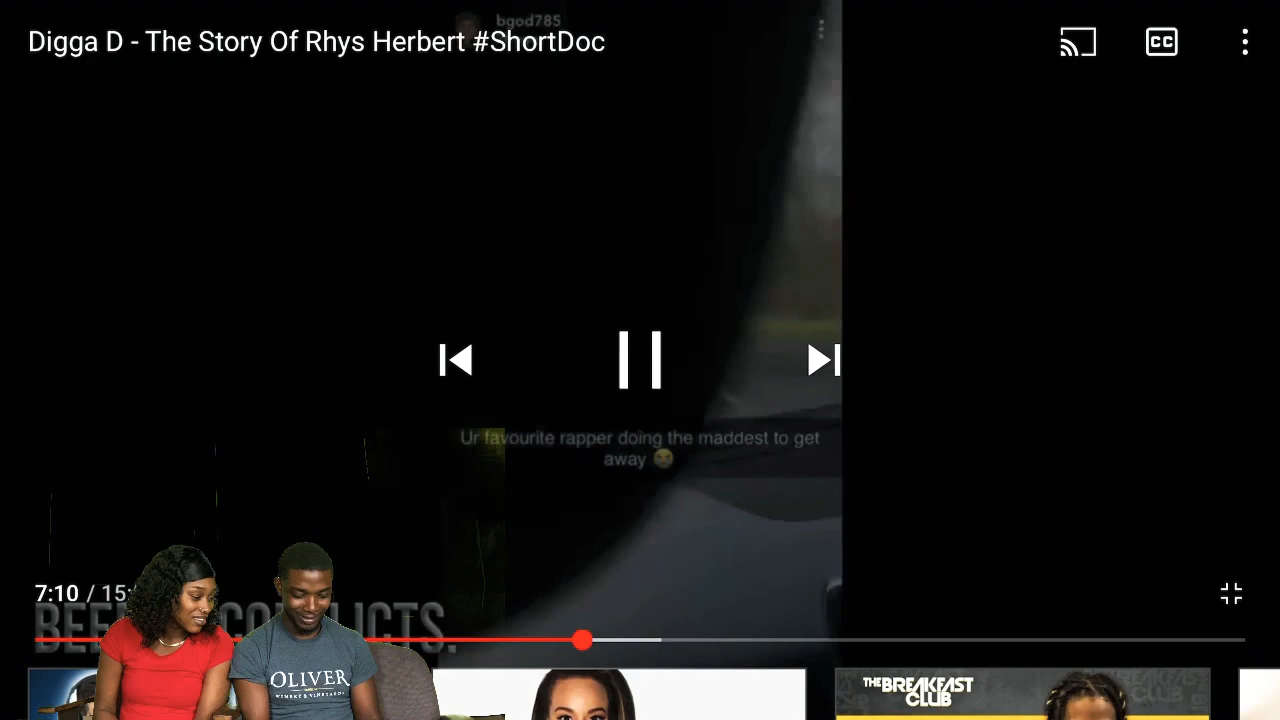 bgod785
Digga D - The Story Of Rhys Herbert #ShortDoc
CC
Ur favourite rapper doing the maddest to get
away
7:10 / 15:
OLIVER
THE BREAKFAST
CLUB